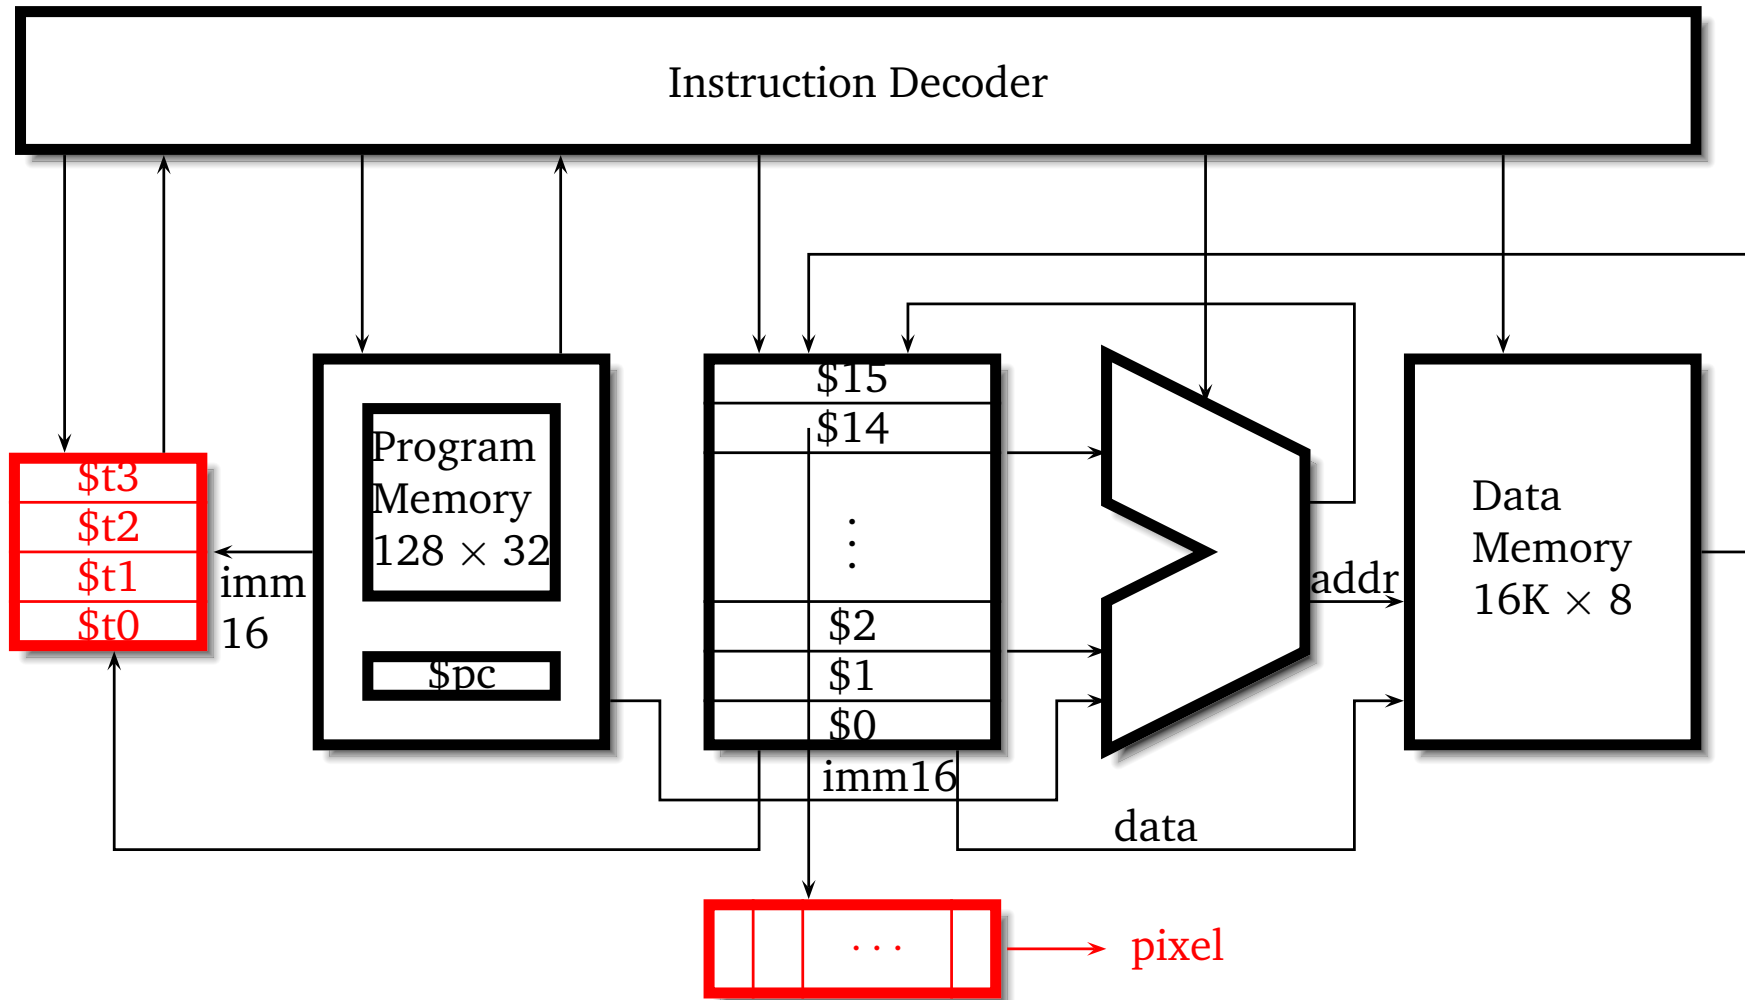 Instruction Decoder
$t3
$t2
$t1
$t0
imm
16
Program
Memory
128 × 32
$pc
$15
$14
⋮
$2
$1
$0
imm16
addr
data
Data
Memory
16K × 8
· · ·
pixel